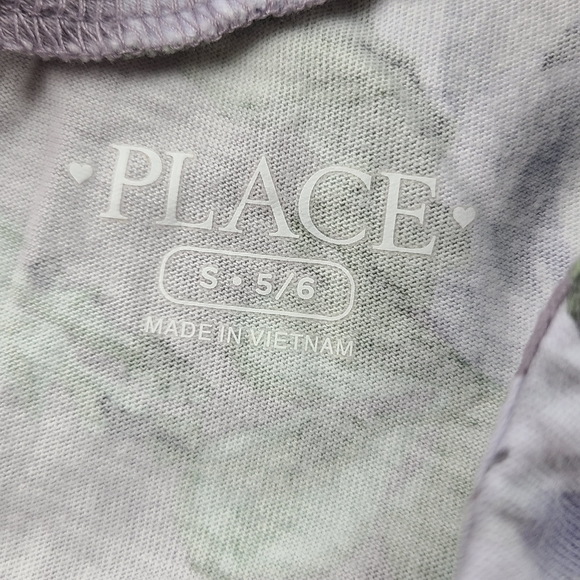 ♥PLACE♥
S • 5/6
MADE IN VIETNAM